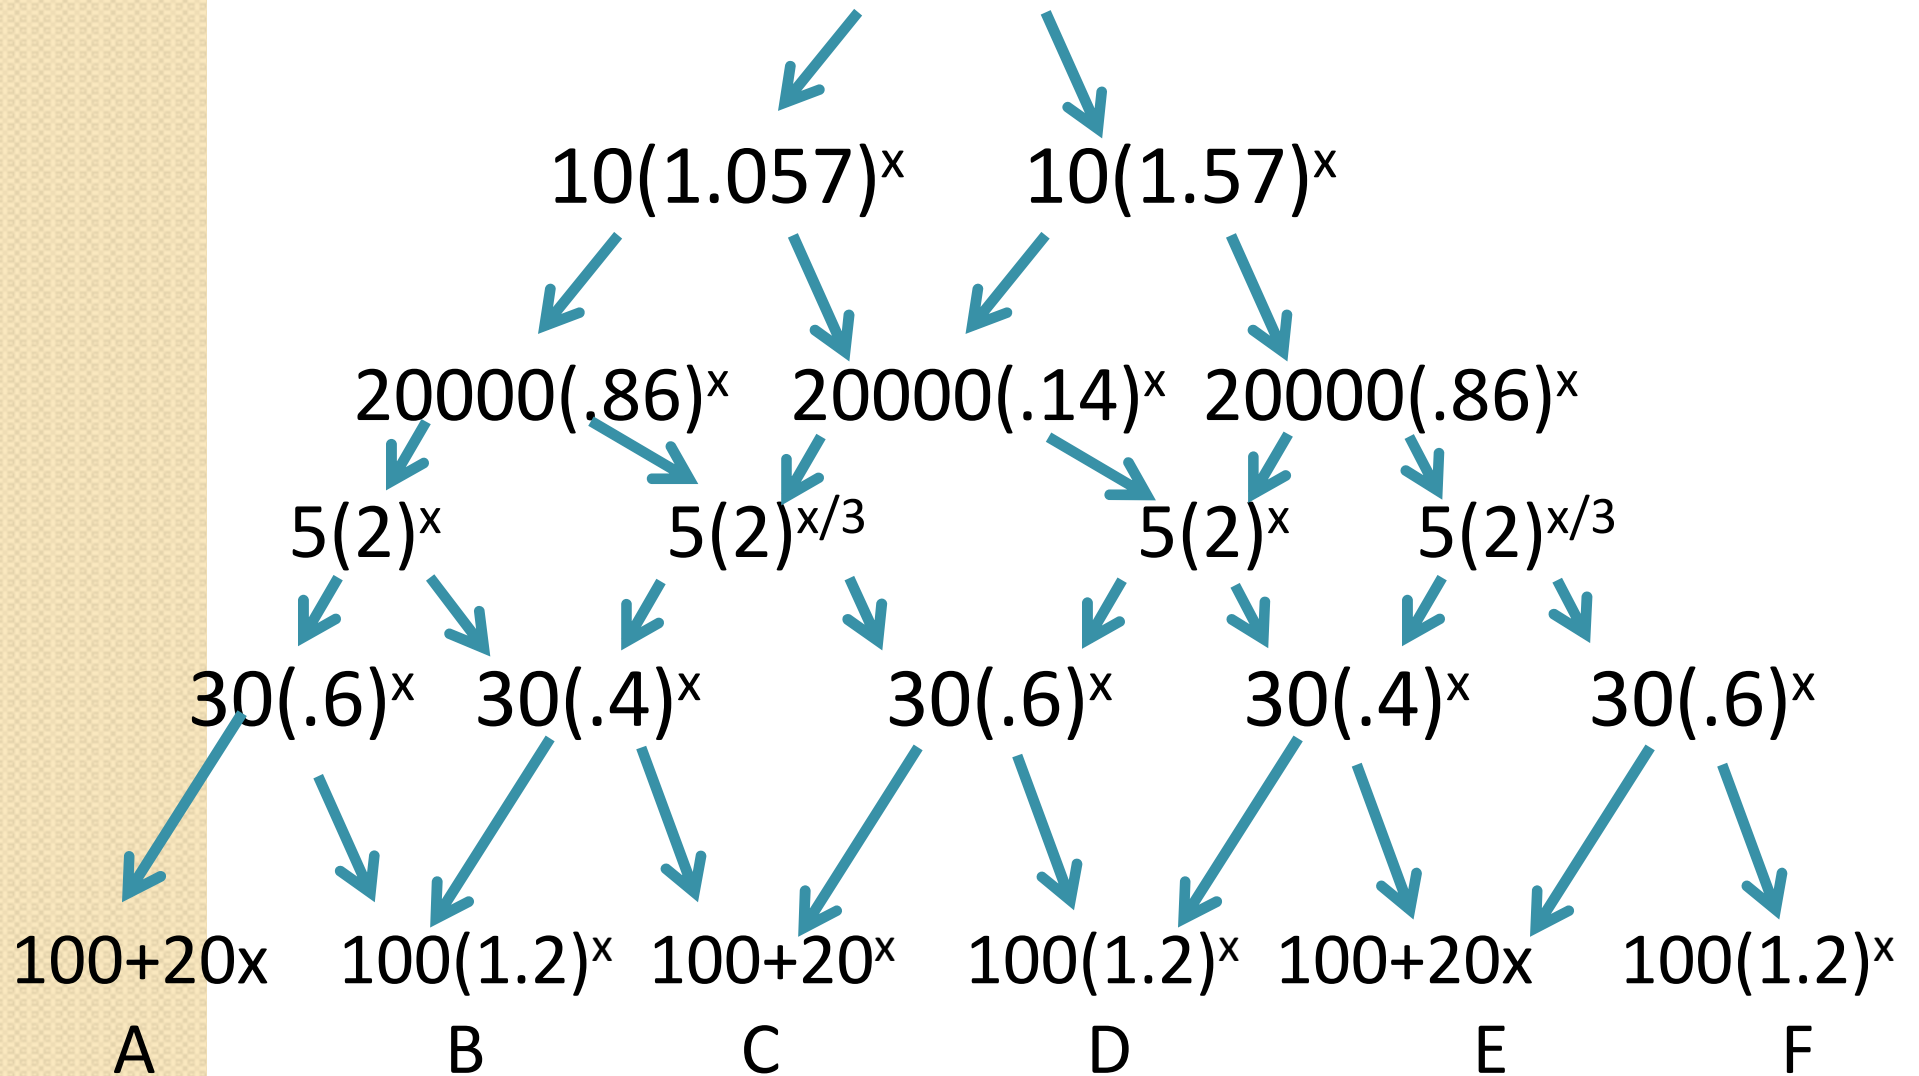 10(1.057)ˣ 10(1.57)ˣ
20000(.86)ˣ 20000(.14)ˣ 20000(.86)ˣ
5(2)ˣ 5(2)ˣ/³ 5(2)ˣ 5(2)ˣ/³
30(.6)ˣ 30(.4)ˣ 30(.6)ˣ 30(.4)ˣ 30(.6)ˣ
100+20x 100(1.2)ˣ 100+20ˣ 100(1.2)ˣ 100+20x 100(1.2)ˣ
A B C D E F